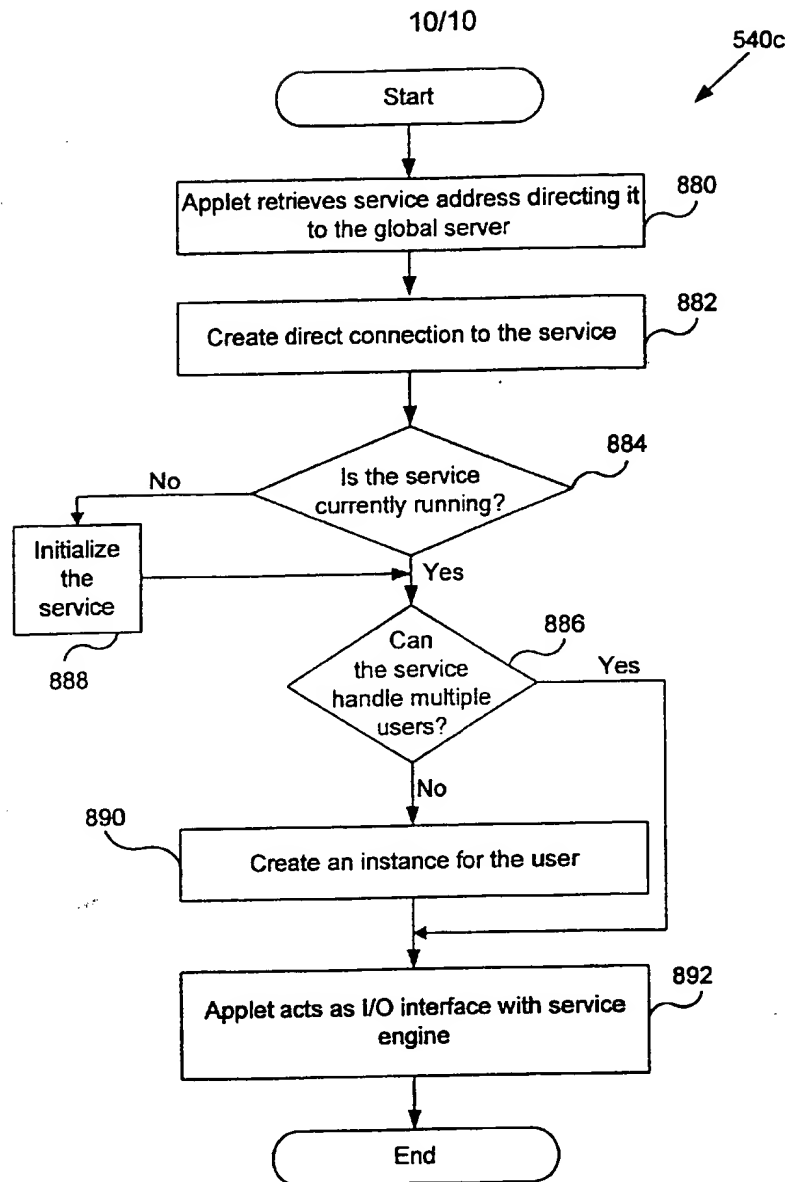 10/10
540c
Start
Applet retrieves service address directing it
to the global server
880
Create direct connection to the service
882
Is the service
currently running?
884
No
Initialize
the
service
888
Yes
Can
the service
handle multiple
users?
886
Yes
No
890
Create an instance for the user
Applet acts as I/O interface with service
engine
892
End